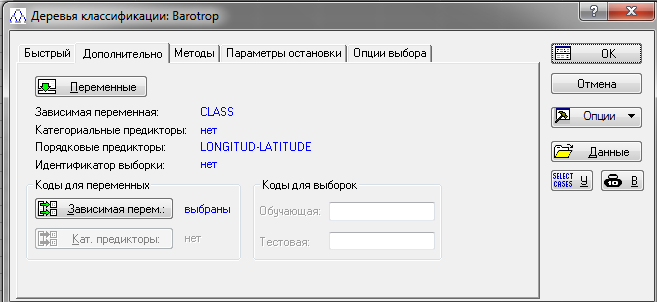 Деревья классификации: Barotrop
Быстрый Дополнительно Методы Параметры остановки Опции выбора
Переменные
Зависимая переменная: CLASS
Категориальные предикторы: нет
Порядковые предикторы: LONGITUD-LATITUDE
Идентификатор выборки: нет
Коды для переменных
Зависимая перем.: выбраны
Кат. предикторы: нет
Коды для выборок
Обучающая:
Тестовая:
OK
Отмена
Опции
Данные
SELECT CASES У
В